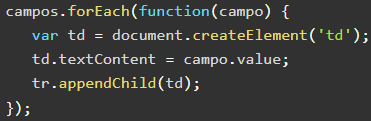 campos.forEach(function(campo) {
   var td = document.createElement('td');
   td.textContent = campo.value;
   tr.appendChild(td);
});